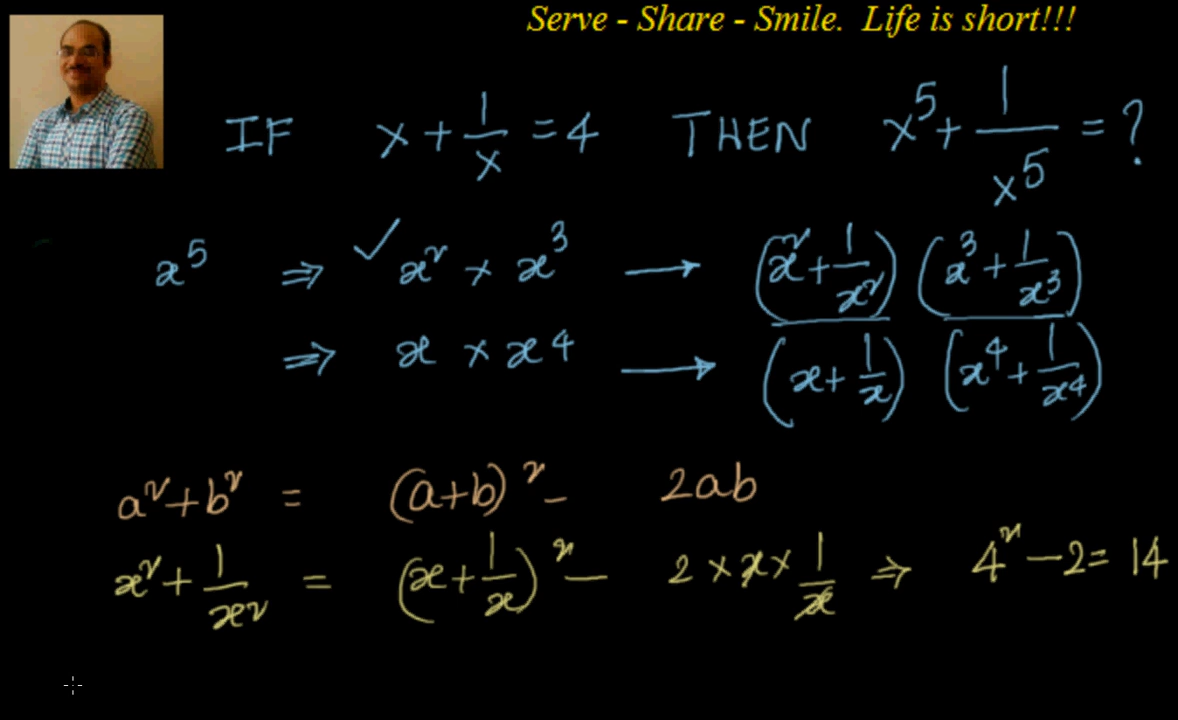 Serve - Share - Smile. Life is short!!!
IF x + 1/x = 4 THEN x⁵ + 1/x⁵ = ?
x⁵ ⇒ ✓ x² × x³ → (x² + 1/x²) (x³ + 1/x³)
⇒ x × x⁴ → (x + 1/x) (x⁴ + 1/x⁴)
a² + b² = (a+b)² - 2ab
x² + 1/x² = (x + 1/x)² - 2 × x × 1/x ⇒ 4² - 2 = 14